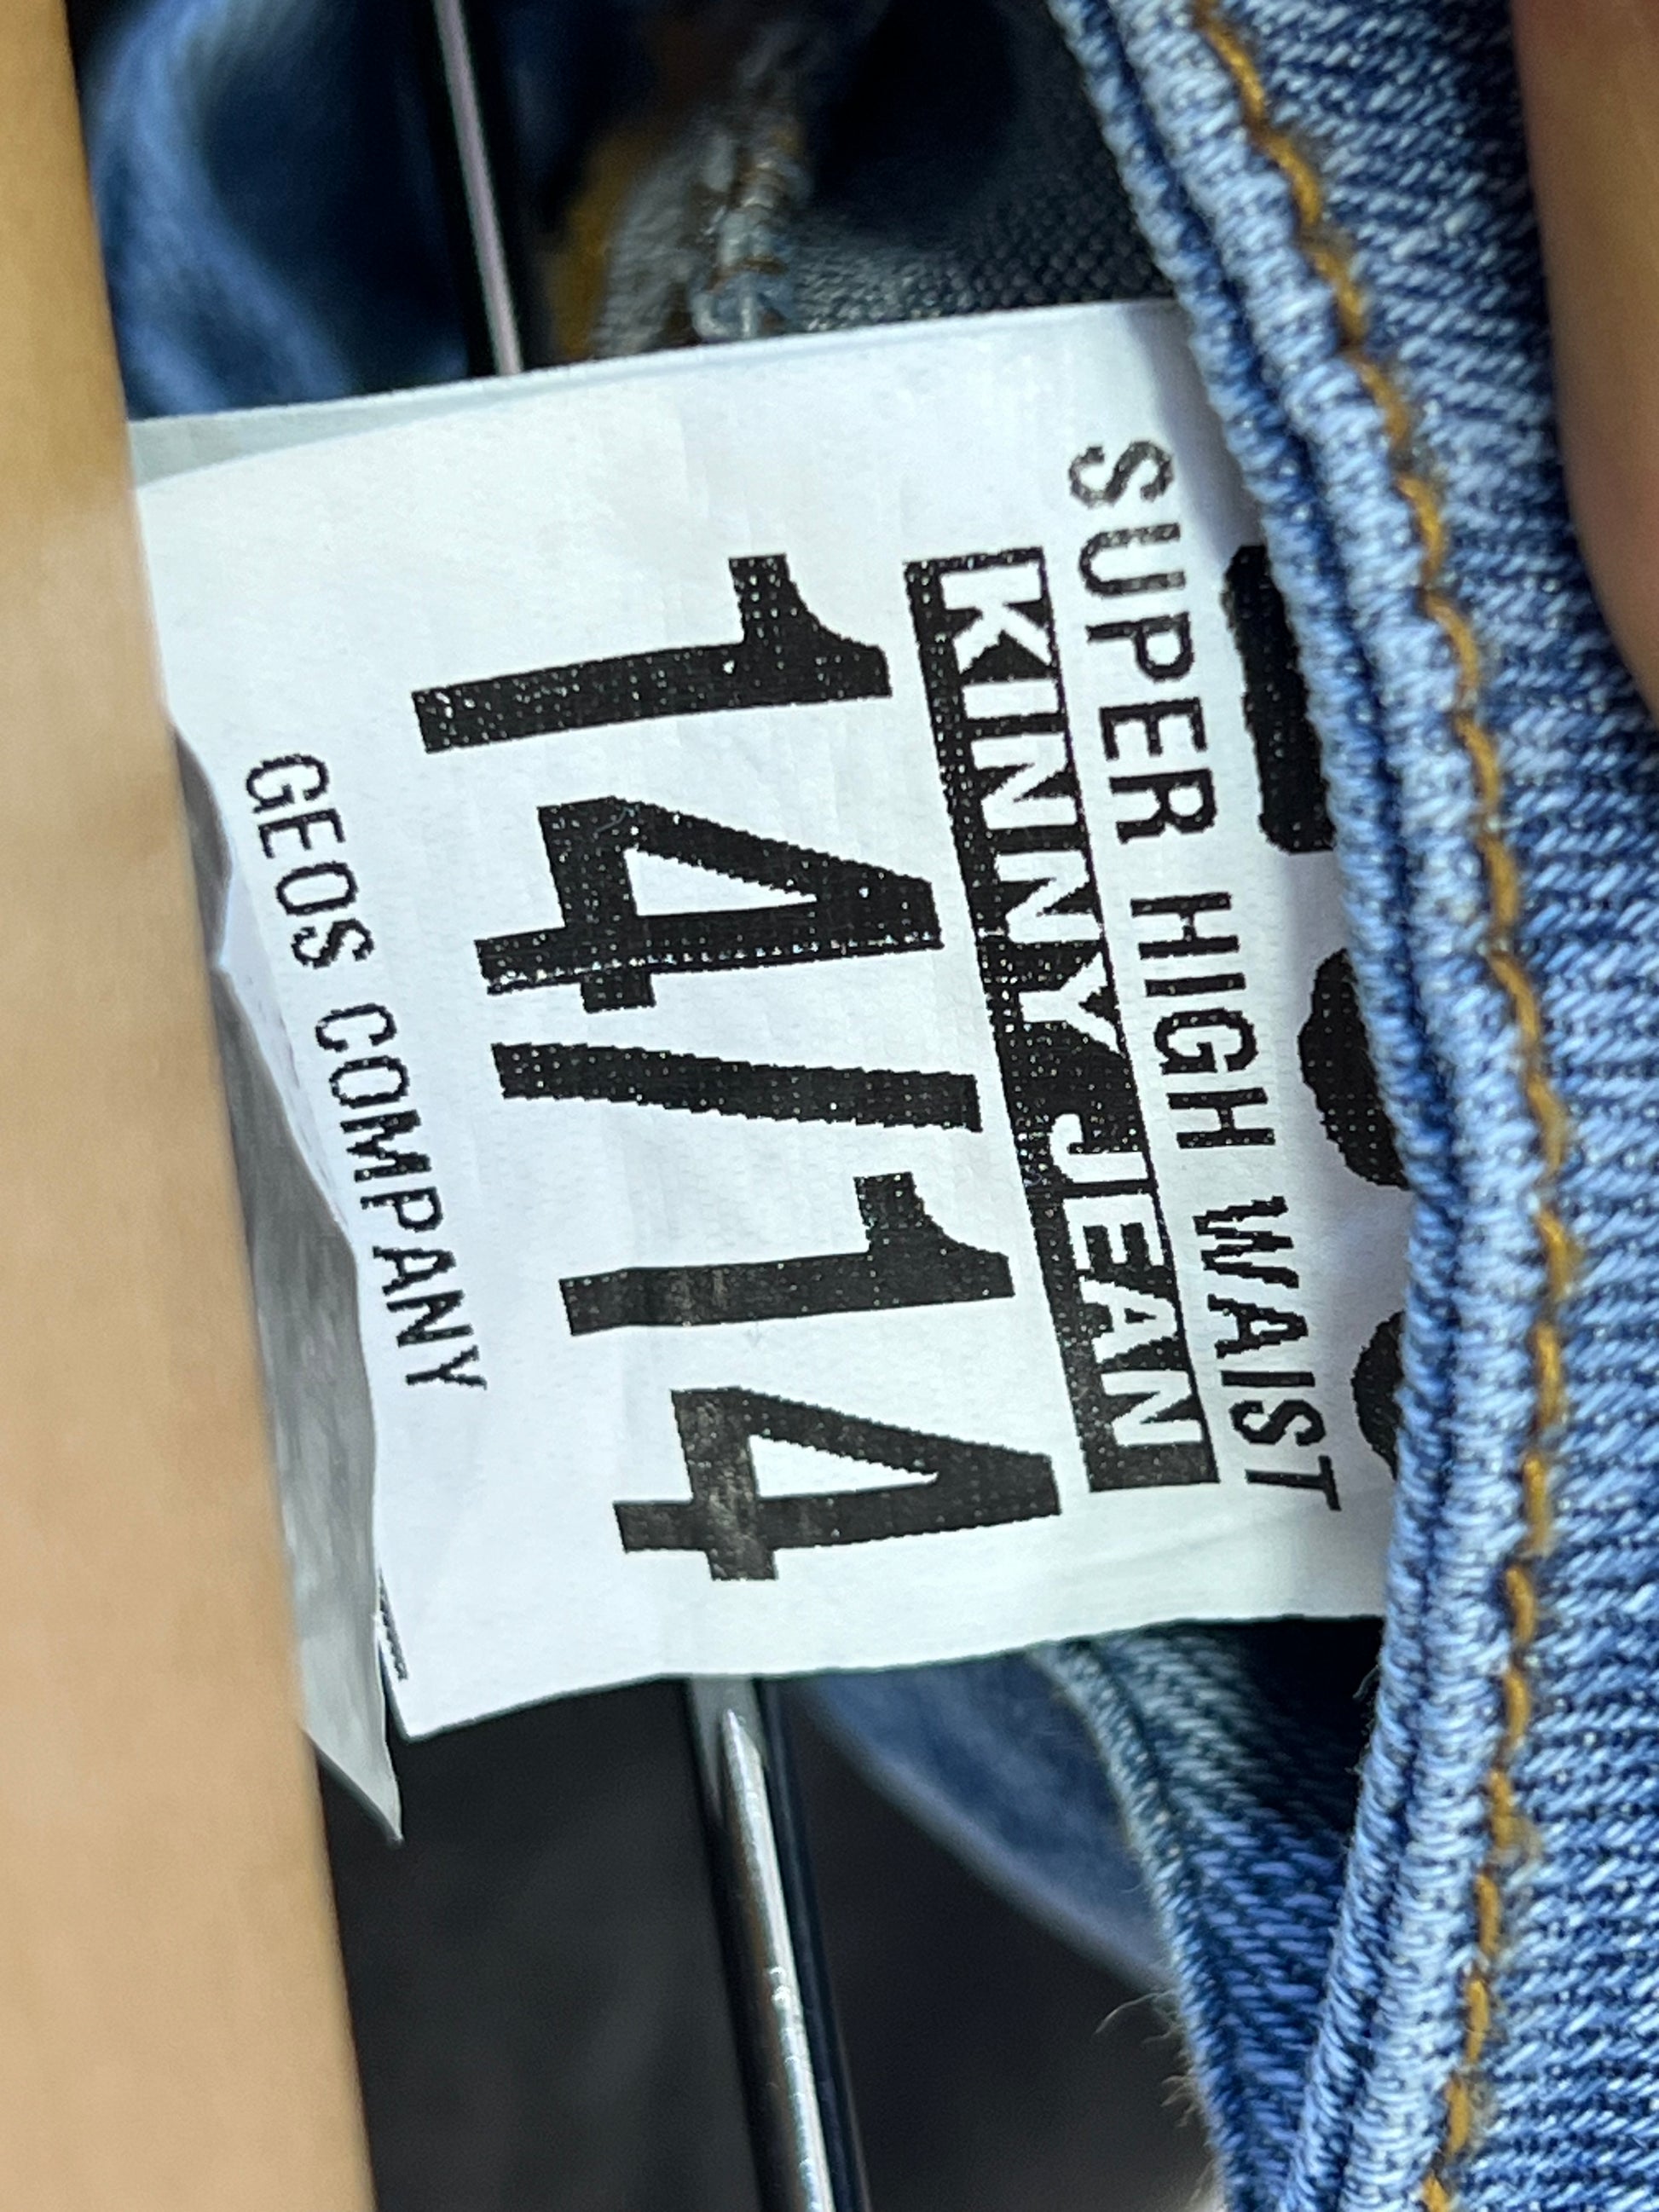 SUPER HIGH WAIST
KINNY JEAN
14/14
GEOS COMPANY